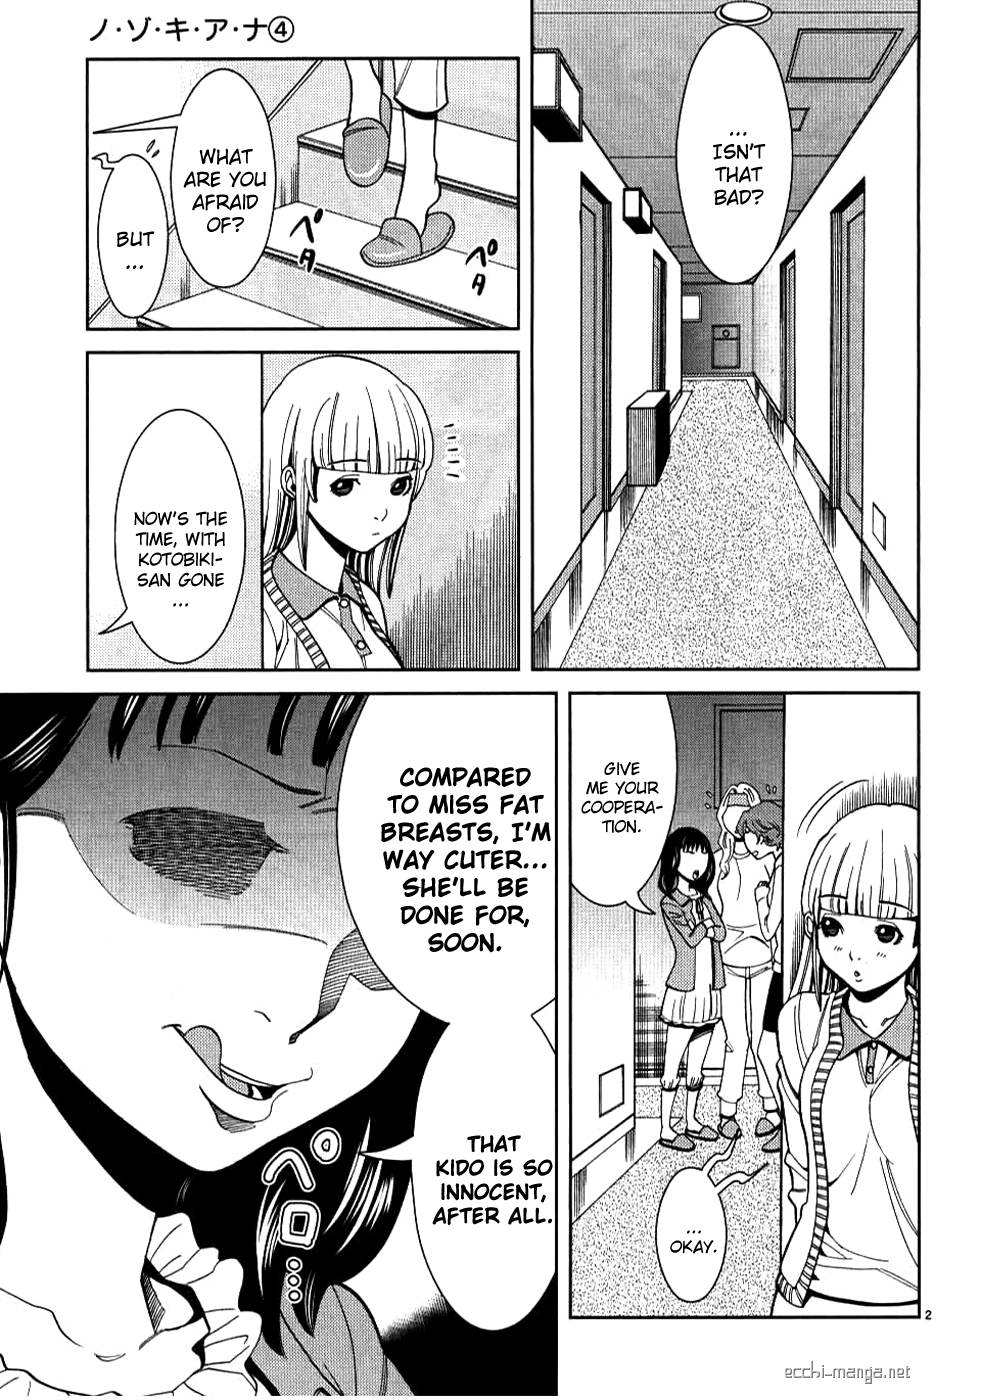 ノ・ゾ・キ・ア・ナ④
...
ISN'T
THAT
BAD?
WHAT
ARE YOU
AFRAID
OF?
BUT
...
ペタ
ペタ
NOW'S THE
TIME, WITH
KOTOBIKI-
SAN GONE
...
GIVE
ME YOUR
COOPERA-
TION.
...
OKAY.
COMPARED
TO MISS FAT
BREASTS, I'M
WAY CUTER...
SHE'LL BE
DONE FOR,
SOON.
THAT
KIDO IS SO
INNOCENT,
AFTER ALL.
ペロ...
2
ecchi-manga.net